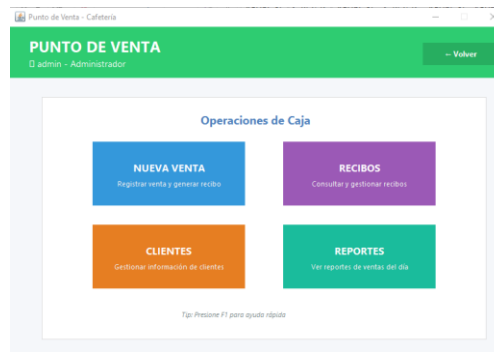 Punto de Venta - Cafetería
PUNTO DE VENTA
admin - Administrador
← Volver
Operaciones de Caja
NUEVA VENTA
Registrar venta y generar recibo
RECIBOS
Consultar y gestionar recibos
CLIENTES
Gestionar información de clientes
REPORTES
Ver reportes de ventas del día
Tip: Presione F1 para ayuda rápida